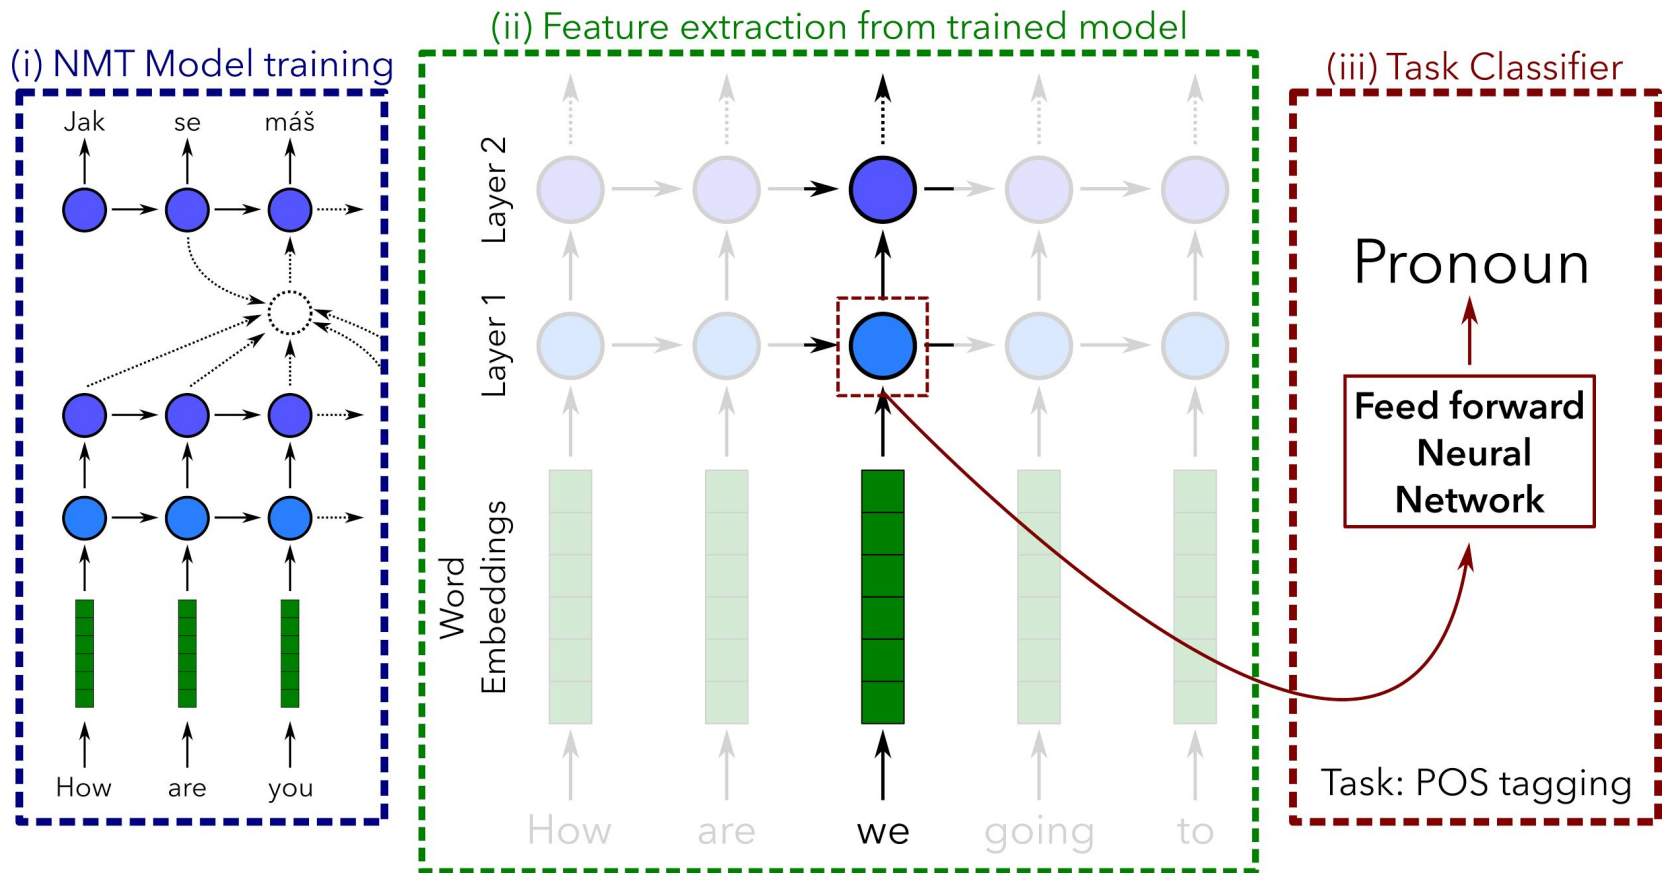 (i) NMT Model training
Jak se máš
How are you
(ii) Feature extraction from trained model
Layer 2
Layer 1
Word
Embeddings
How are we going to
(iii) Task Classifier
Pronoun
Feed forward
Neural
Network
Task: POS tagging